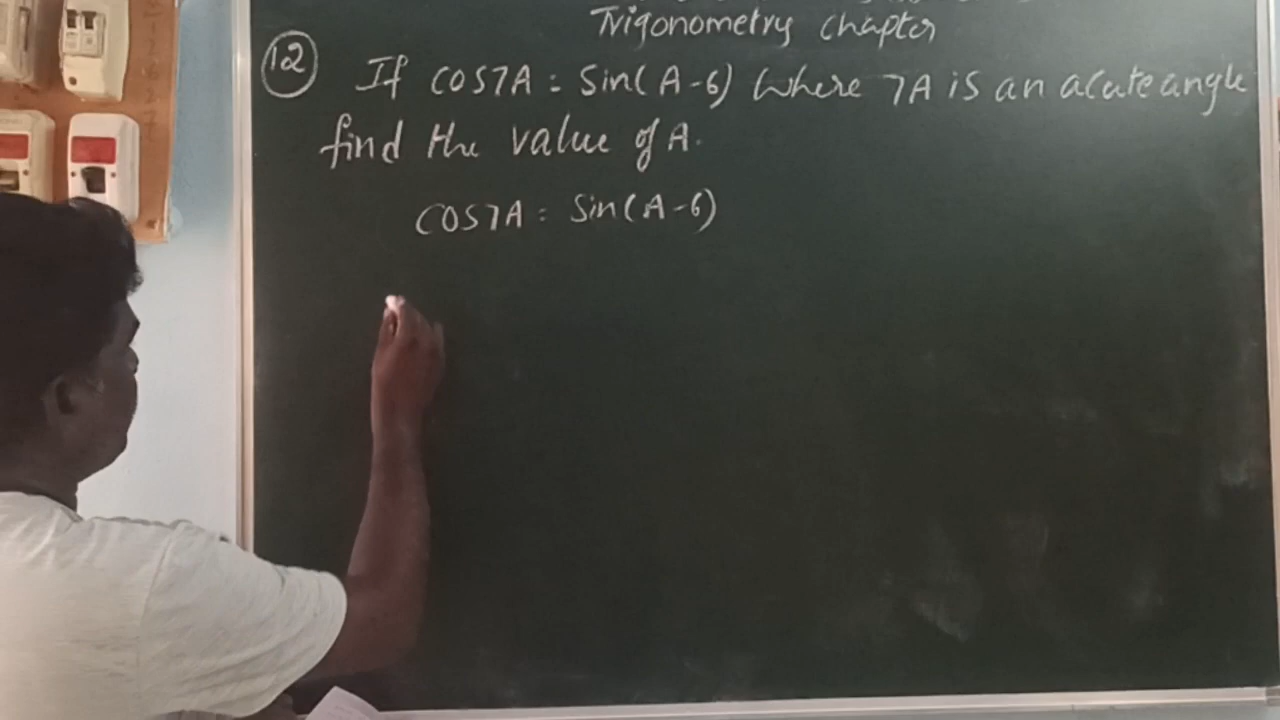 Trigonometry chapter
12 If COS7A = Sin(A-6) Where 7A is an acute angle
find the value of A.
COS7A = Sin(A-6)